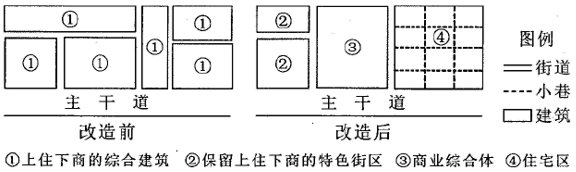 ① ① ① ① ① ①
② ② ③ ④
图例
街道
小巷
建筑
主干道 主干道
改造前 改造后
①上住下商的综合建筑 ②保留上住下商的特色街区 ③商业综合体 ④住宅区